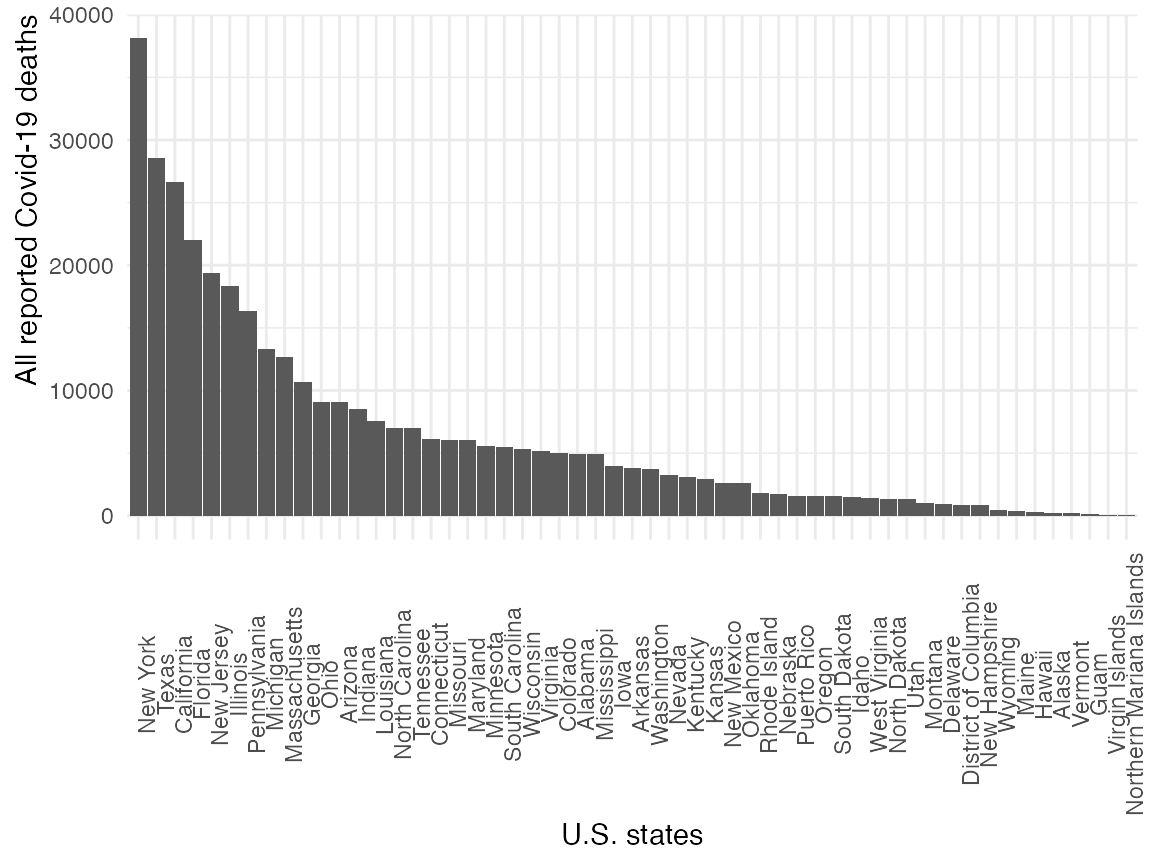 All reported Covid-19 deaths
40000
30000
20000
10000
0
New York
Texas
California
Florida
New Jersey
Illinois
Pennsylvania
Michigan
Massachusetts
Georgia
Ohio
Arizona
Indiana
Louisiana
North Carolina
Tennessee
Connecticut
Missouri
Maryland
Minnesota
South Carolina
Wisconsin
Virginia
Colorado
Alabama
Mississippi
Iowa
Arkansas
Washington
Nevada
Kentucky
Kansas
New Mexico
Oklahoma
Rhode Island
Nebraska
Puerto Rico
Oregon
South Dakota
Idaho
West Virginia
North Dakota
Utah
Montana
Delaware
District of Columbia
New Hampshire
Wyoming
Maine
Hawaii
Alaska
Vermont
Guam
Virgin Islands
Northern Mariana Islands
U.S. states